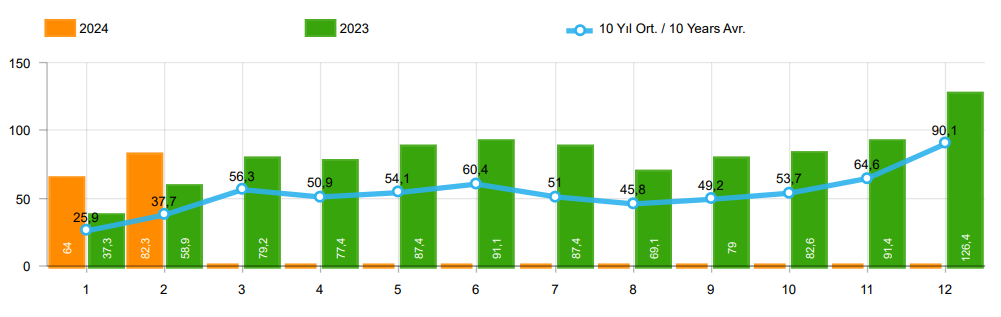 2024 2023 10 Yıl Ort. / 10 Years Avr.
150
100
50
0
25,9 37,7 56,3 50,9 54,1 60,4 51 45,8 49,2 53,7 64,6 90,1
64 37,3 82,3 58,9 79,2 77,4 87,4 91,1 87,4 69,1 79 82,6 91,4 126,4
1 2 3 4 5 6 7 8 9 10 11 12